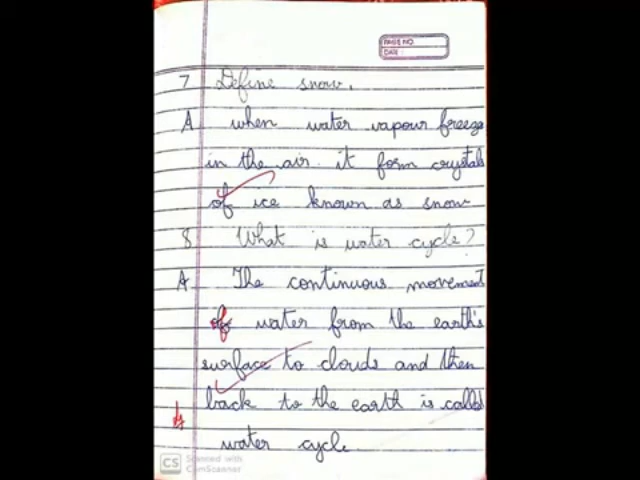 PAGE NO.
DATE:
7 Define snow.
A when water vapour freeze
in the air. it form crystals
of ice known as snow
8 What is water cycle?
A The continuous movement
of water from the earth's
surface to clouds and then
back to the earth is called
water cycle
CS Scanned with
CamScanner